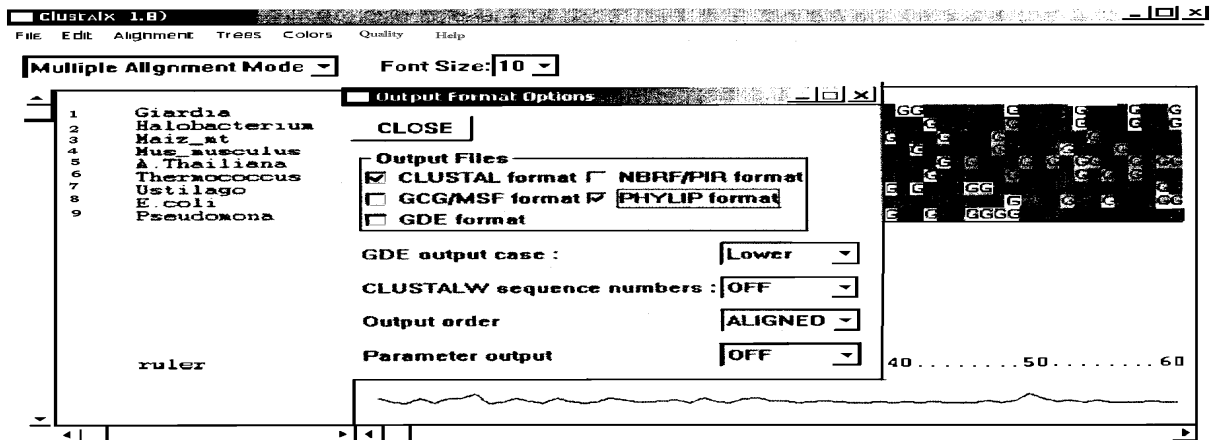 ClustalX 1.8)
File Edit Alignment Trees Colors Quality Help
Multiple Alignment Mode Font Size: 10
Output Format Options
CLOSE
Output Files
CLUSTAL format NBRF/PIR format
GCG/MSF format PHYLIP format
GDE format
GDE output case : Lower
CLUSTALW sequence numbers : OFF
Output order ALIGNED
Parameter output OFF
1 Giardia
2 Halobacterium
3 Maiz_mt
4 Mus_musculus
5 A.Thailiana
6 Thermococcus
7 Ustilago
8 E.coli
9 Pseudomona
ruler
40.........50.........60